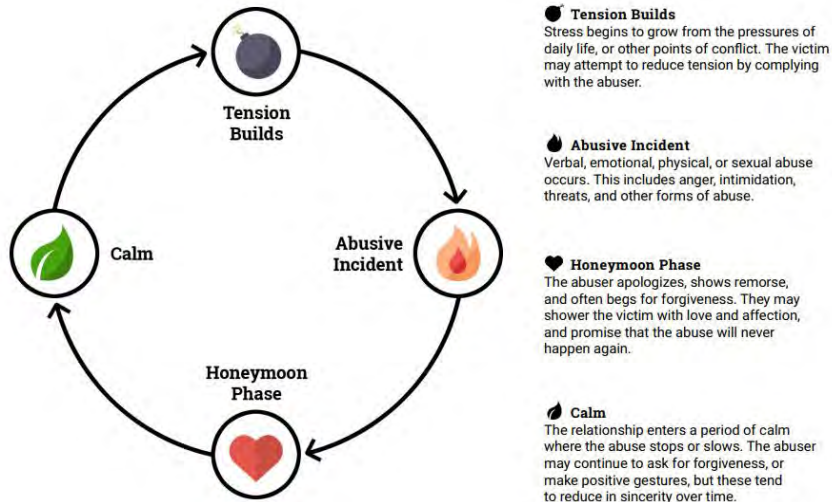 Tension
Builds
Abusive
Incident
Honeymoon
Phase
Calm
Tension Builds
Stress begins to grow from the pressures of
daily life, or other points of conflict. The victim
may attempt to reduce tension by complying
with the abuser.
Abusive Incident
Verbal, emotional, physical, or sexual abuse
occurs. This includes anger, intimidation,
threats, and other forms of abuse.
Honeymoon Phase
The abuser apologizes, shows remorse,
and often begs for forgiveness. They may
shower the victim with love and affection,
and promise that the abuse will never
happen again.
Calm
The relationship enters a period of calm
where the abuse stops or slows. The abuser
may continue to ask for forgiveness, or
make positive gestures, but these tend
to reduce in sincerity over time.